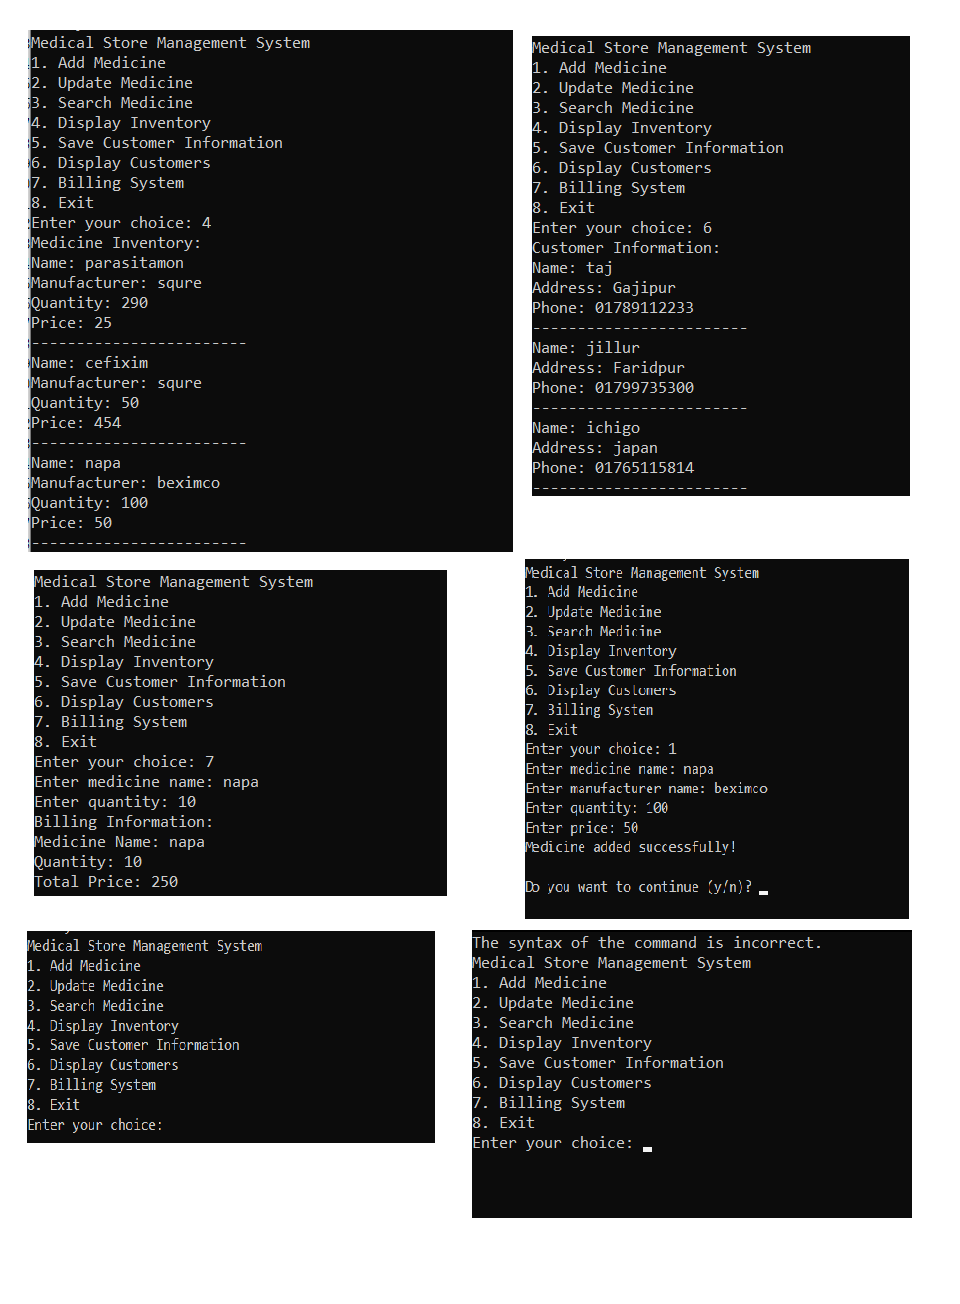 Medical Store Management System
1. Add Medicine
2. Update Medicine
3. Search Medicine
4. Display Inventory
5. Save Customer Information
6. Display Customers
7. Billing System
8. Exit
Enter your choice: 4
Medicine Inventory:
Name: parasitamon
Manufacturer: squre
Quantity: 290
Price: 25
------------------------
Name: cefixim
Manufacturer: squre
Quantity: 50
Price: 454
------------------------
Name: napa
Manufacturer: beximco
Quantity: 100
Price: 50
------------------------
Medical Store Management System
1. Add Medicine
2. Update Medicine
3. Search Medicine
4. Display Inventory
5. Save Customer Information
6. Display Customers
7. Billing System
8. Exit
Enter your choice: 6
Customer Information:
Name: taj
Address: Gajipur
Phone: 01789112233
------------------------
Name: jillur
Address: Faridpur
Phone: 01799735300
------------------------
Name: ichigo
Address: japan
Phone: 01765115814
------------------------
Medical Store Management System
1. Add Medicine
2. Update Medicine
3. Search Medicine
4. Display Inventory
5. Save Customer Information
6. Display Customers
7. Billing System
8. Exit
Enter your choice: 7
Enter medicine name: napa
Enter quantity: 10
Billing Information:
Medicine Name: napa
Quantity: 10
Total Price: 250
Medical Store Management System
1. Add Medicine
2. Update Medicine
3. Search Medicine
4. Display Inventory
5. Save Customer Information
6. Display Customers
7. Billing System
8. Exit
Enter your choice: 1
Enter medicine name: napa
Enter manufacturer name: beximco
Enter quantity: 100
Enter price: 50
Medicine added successfully!
Do you want to continue (y/n)?
Medical Store Management System
1. Add Medicine
2. Update Medicine
3. Search Medicine
4. Display Inventory
5. Save Customer Information
6. Display Customers
7. Billing System
8. Exit
Enter your choice:
The syntax of the command is incorrect.
Medical Store Management System
1. Add Medicine
2. Update Medicine
3. Search Medicine
4. Display Inventory
5. Save Customer Information
6. Display Customers
7. Billing System
8. Exit
Enter your choice: